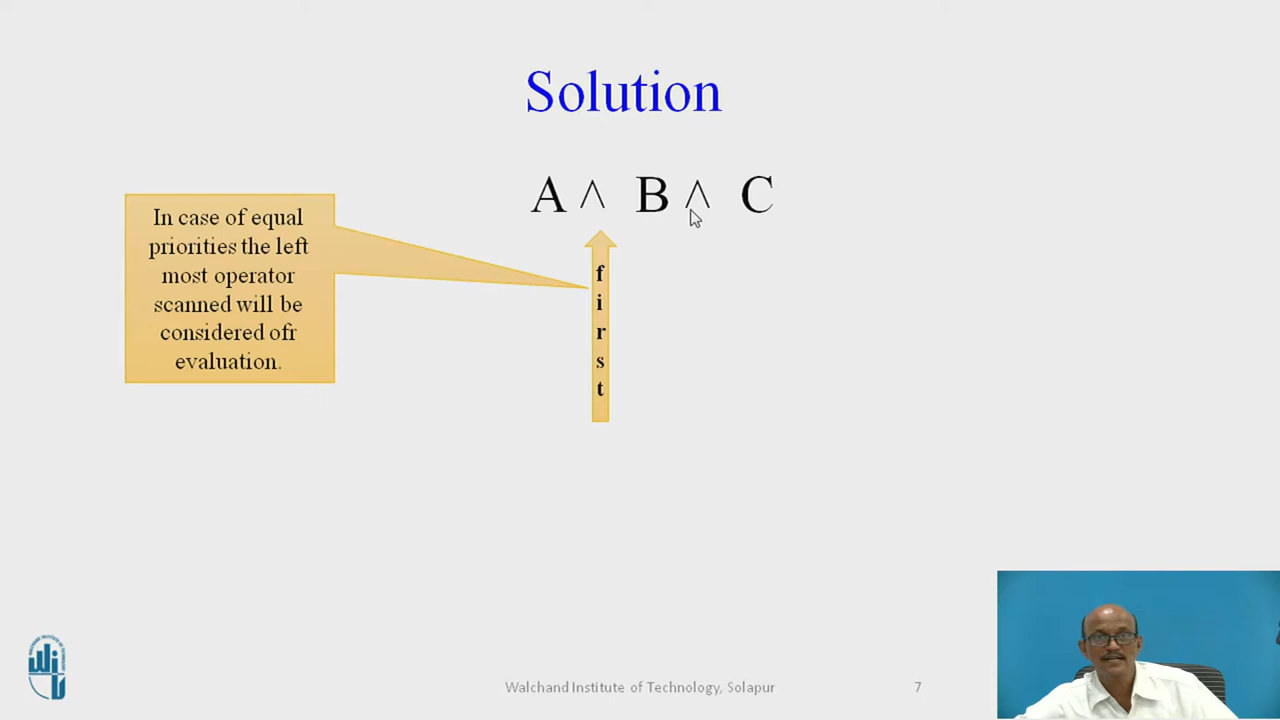 Solution
A ^ B ^ C
In case of equal
priorities the left
most operator
scanned will be
considered ofr
evaluation.
f
i
r
s
t
Walchand Institute of Technology, Solapur
7